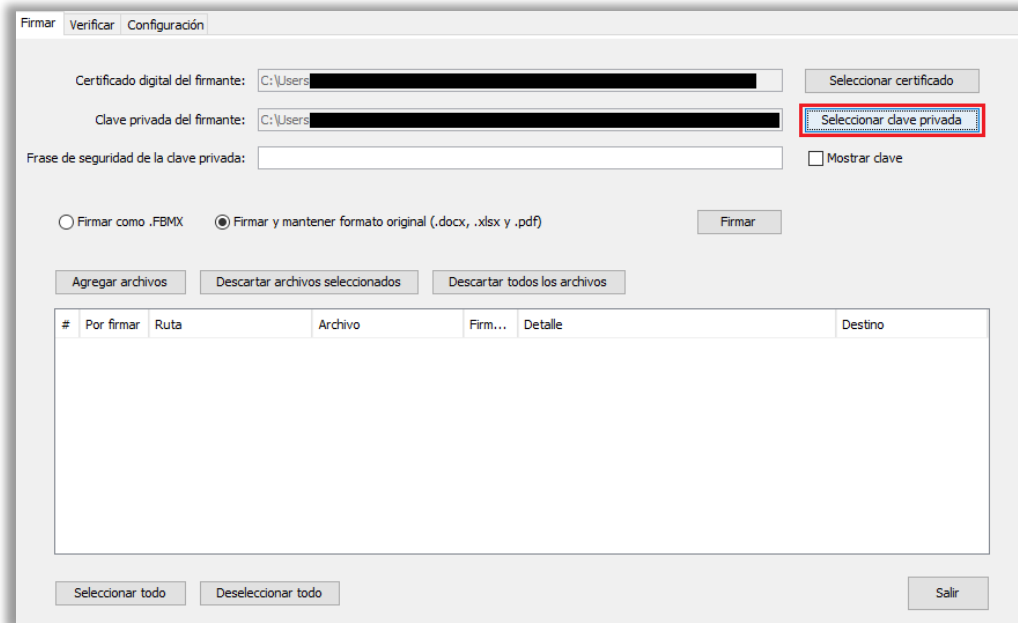 Firmar Verificar Configuración
Certificado digital del firmante: C:\Users Seleccionar certificado
Clave privada del firmante: C:\Users Seleccionar clave privada
Frase de seguridad de la clave privada: Mostrar clave
Firmar como .FBMX Firmar y mantener formato original (.docx, .xlsx y .pdf) Firmar
Agregar archivos Descartar archivos seleccionados Descartar todos los archivos
# Por firmar Ruta Archivo Firm... Detalle Destino
Seleccionar todo Deseleccionar todo Salir